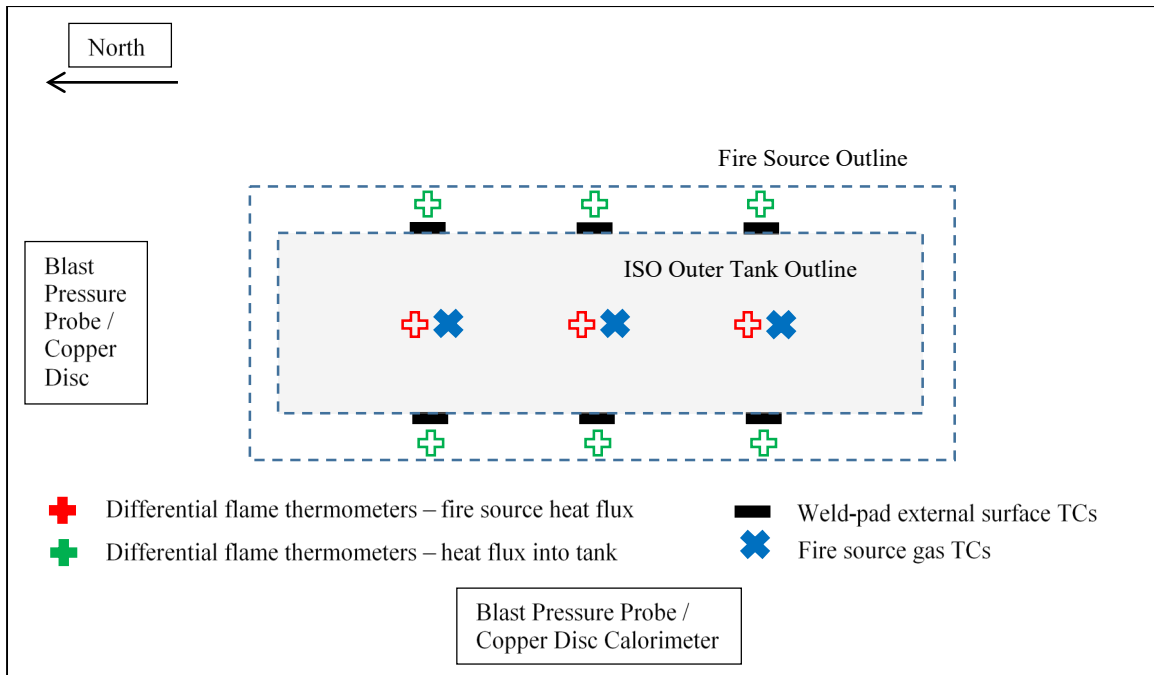 North
Fire Source Outline
Blast
Pressure
Probe /
Copper
Disc
ISO Outer Tank Outline
Differential flame thermometers – fire source heat flux
Differential flame thermometers – heat flux into tank
Weld-pad external surface TCs
Fire source gas TCs
Blast Pressure Probe /
Copper Disc Calorimeter